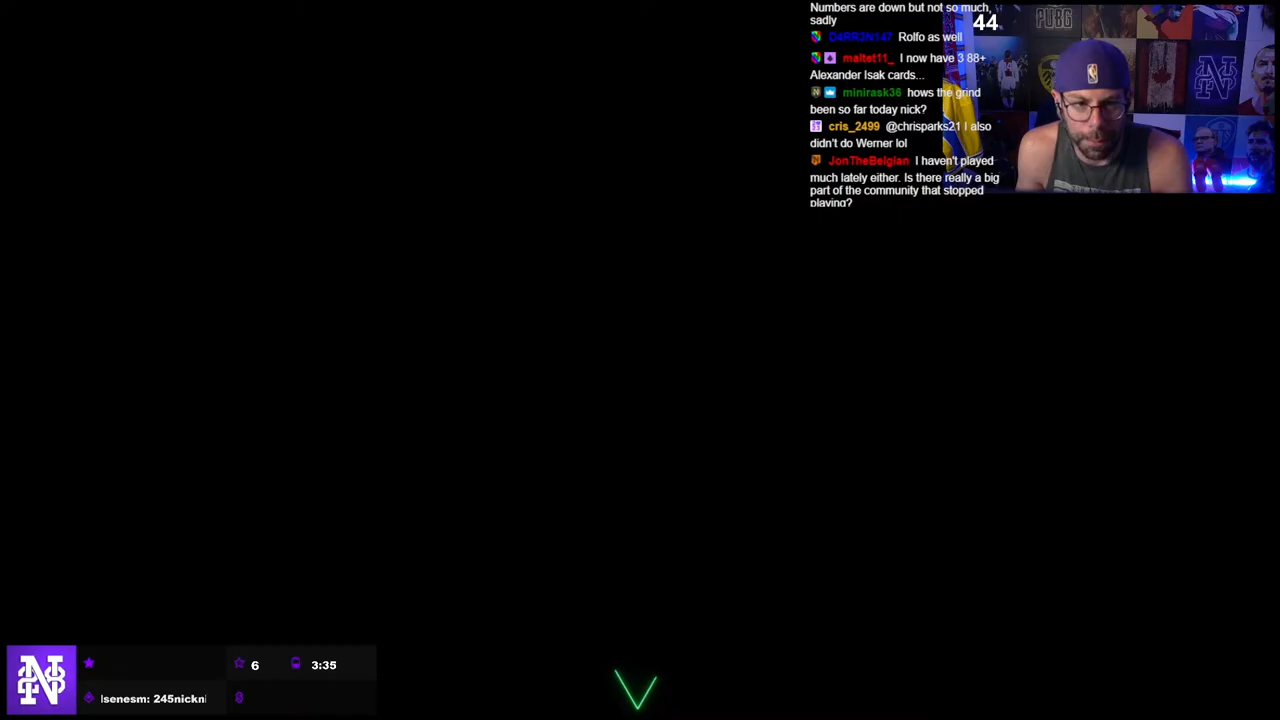 Numbers are down but not so much,
sadly
44
PUBG
D4RR3N147 Rolfo as well
maltet11_ I now have 3 88+
Alexander Isak cards...
minirask36 hows the grind
been so far today nick?
cris_2499 @chrisparks21 I also
didn't do Werner lol
JonTheBelgian I haven't played
much lately either. Is there really a big
part of the community that stopped
playing?
6 3:35
lsenesm: 245nickni